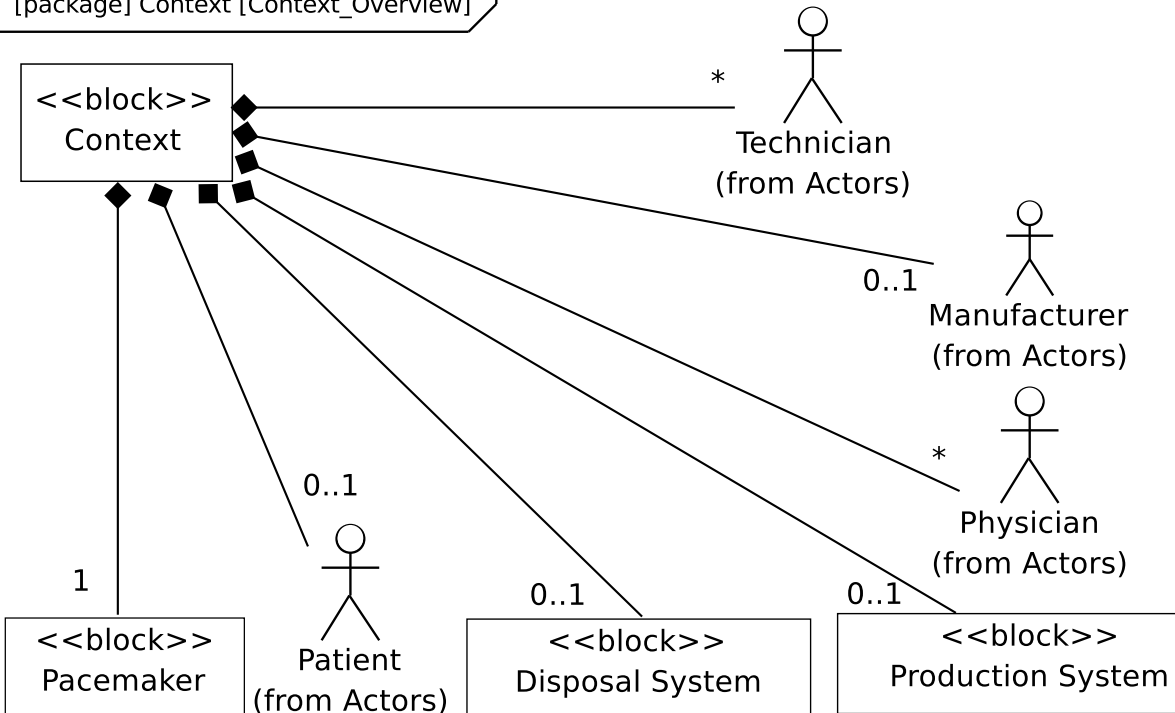 [package] Context [Context_Overview]
<<block>>
Context
*
Technician
(from Actors)
0..1
Manufacturer
(from Actors)
*
Physician
(from Actors)
0..1
Patient
(from Actors)
1
<<block>>
Pacemaker
0..1
<<block>>
Disposal System
0..1
<<block>>
Production System